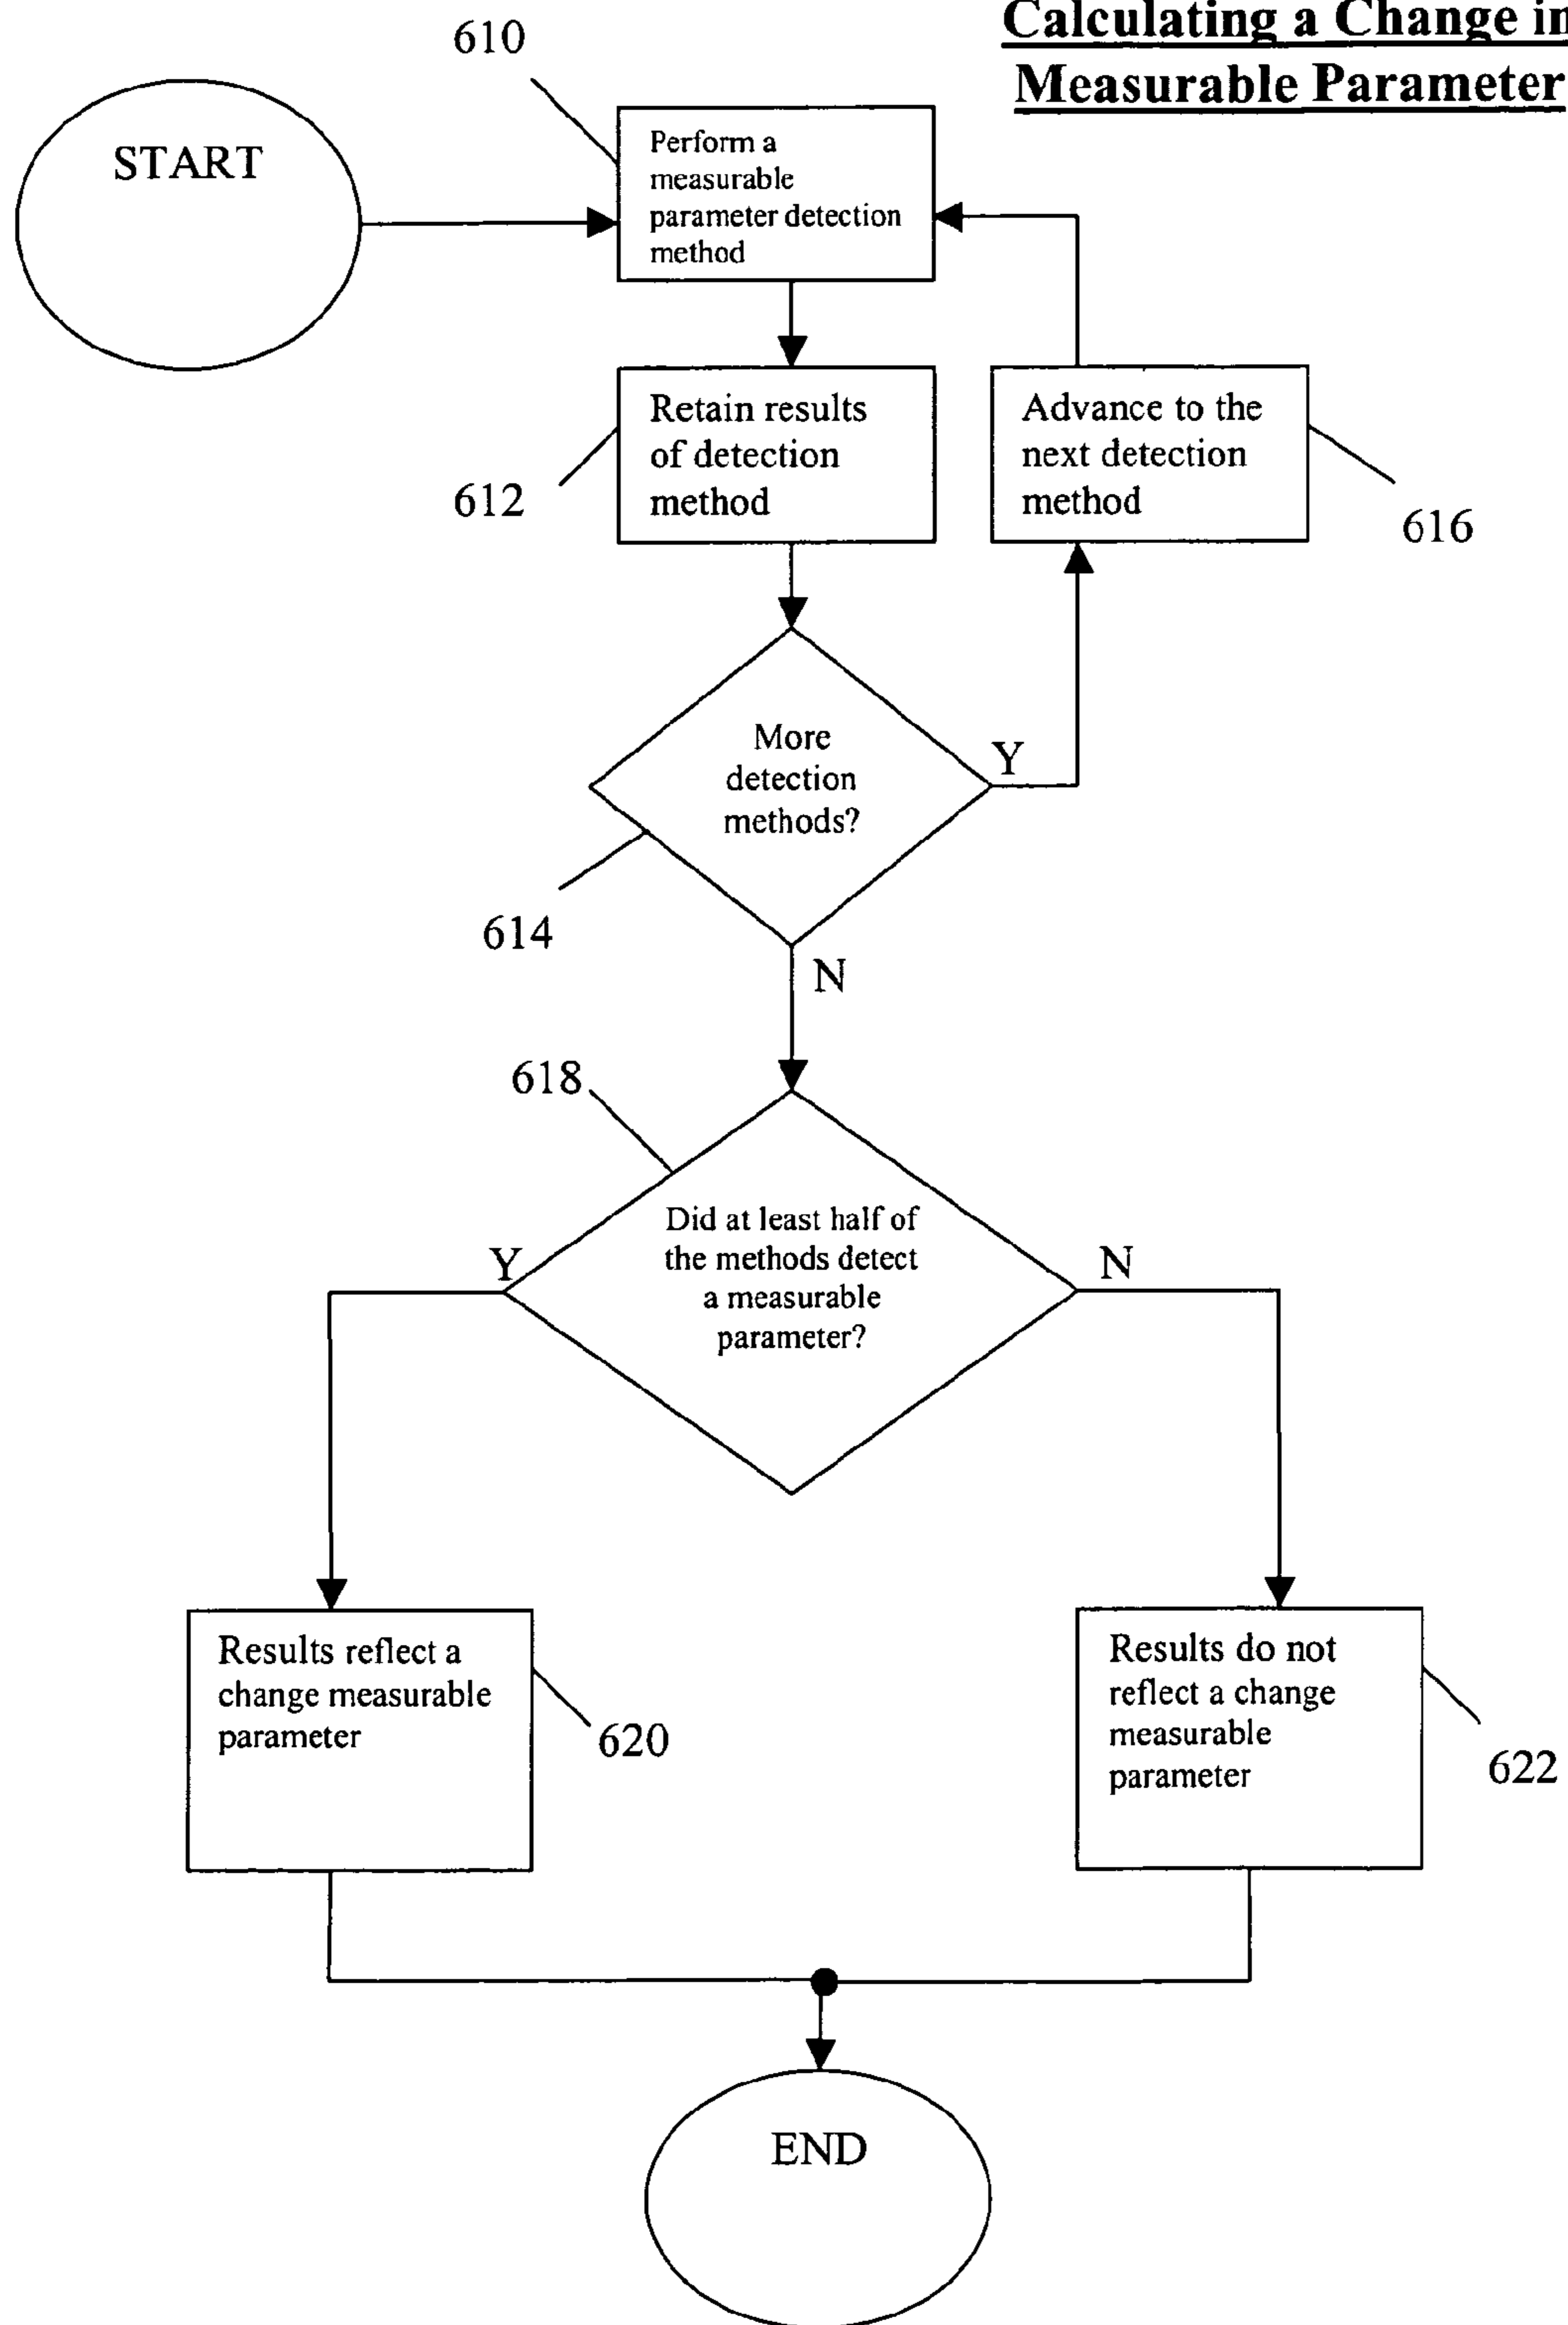 Calculating a Change in
Measurable Parameter
610
START
Perform a
measurable
parameter detection
method
Retain results
of detection
method
612
Advance to the
next detection
method
616
More
detection
methods?
Y
614
N
618
Did at least half of
the methods detect
a measurable
parameter?
Y
N
Results reflect a
change measurable
parameter
620
Results do not
reflect a change
measurable
parameter
622
END